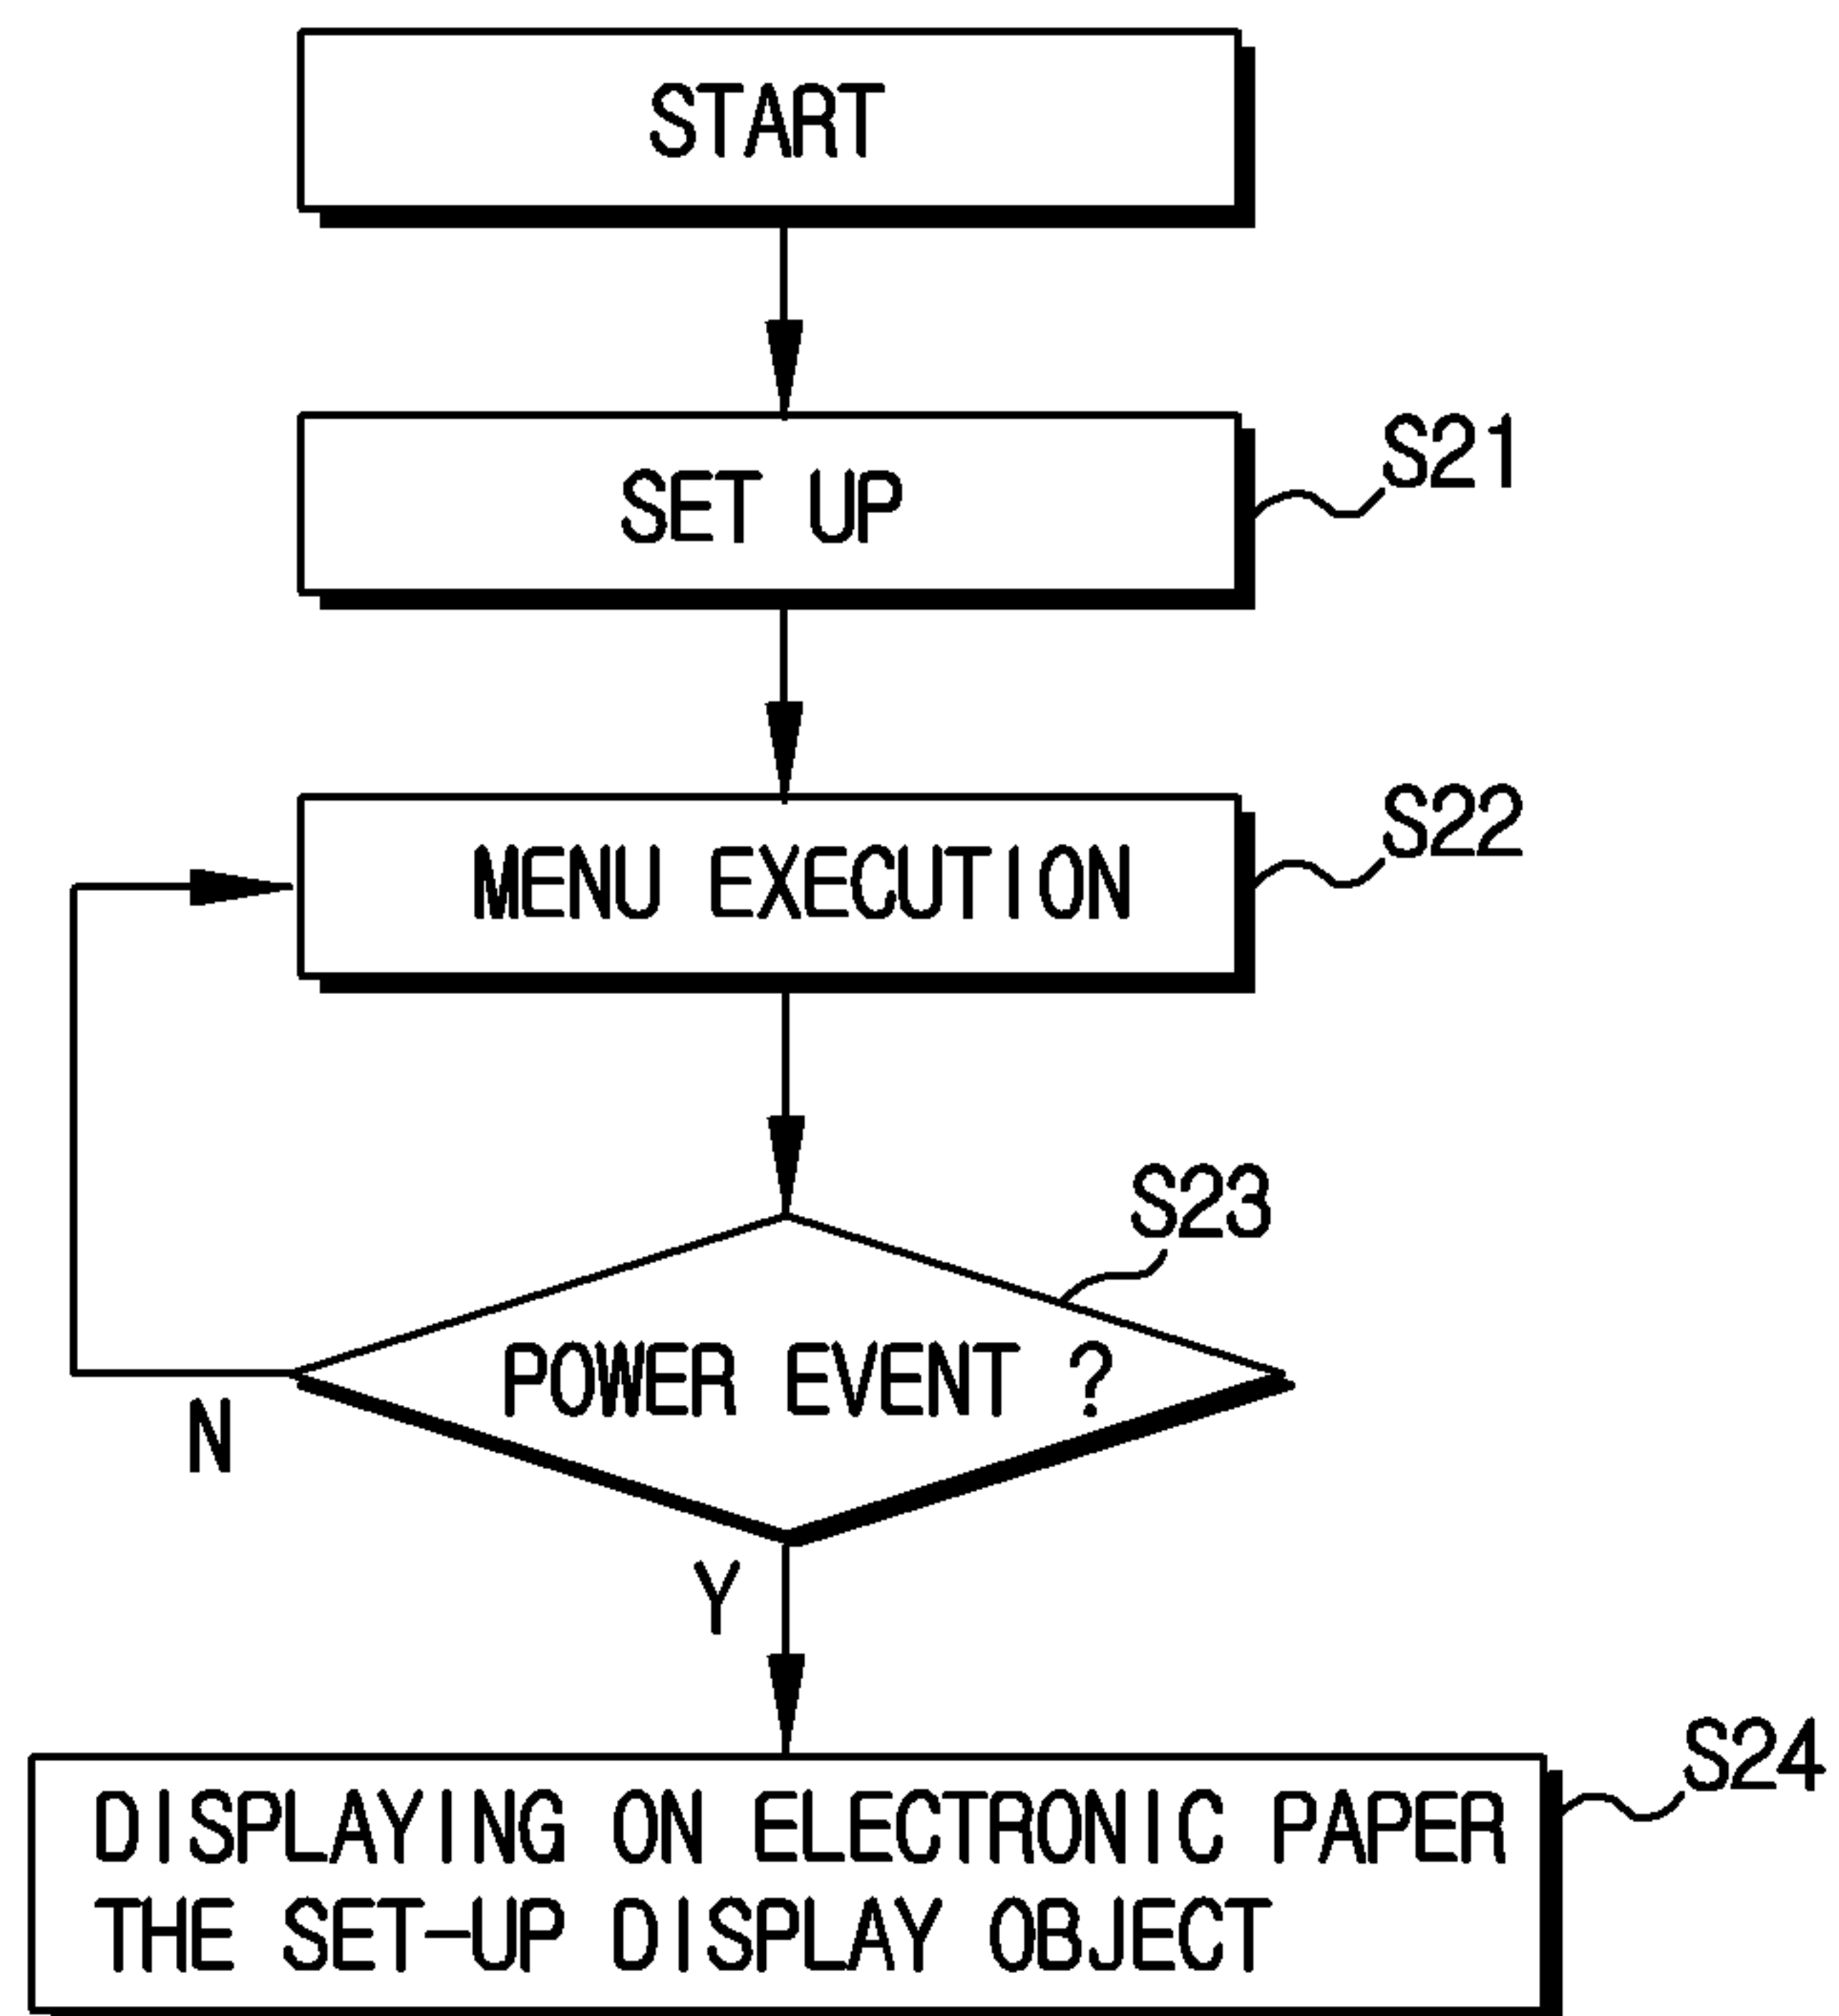 START
SET UP
S21
MENU EXECUTION
S22
S23
POWER EVENT ?
N
Y
S24
DISPLAYING ON ELECTRONIC PAPER
THE SET-UP DISPLAY OBJECT